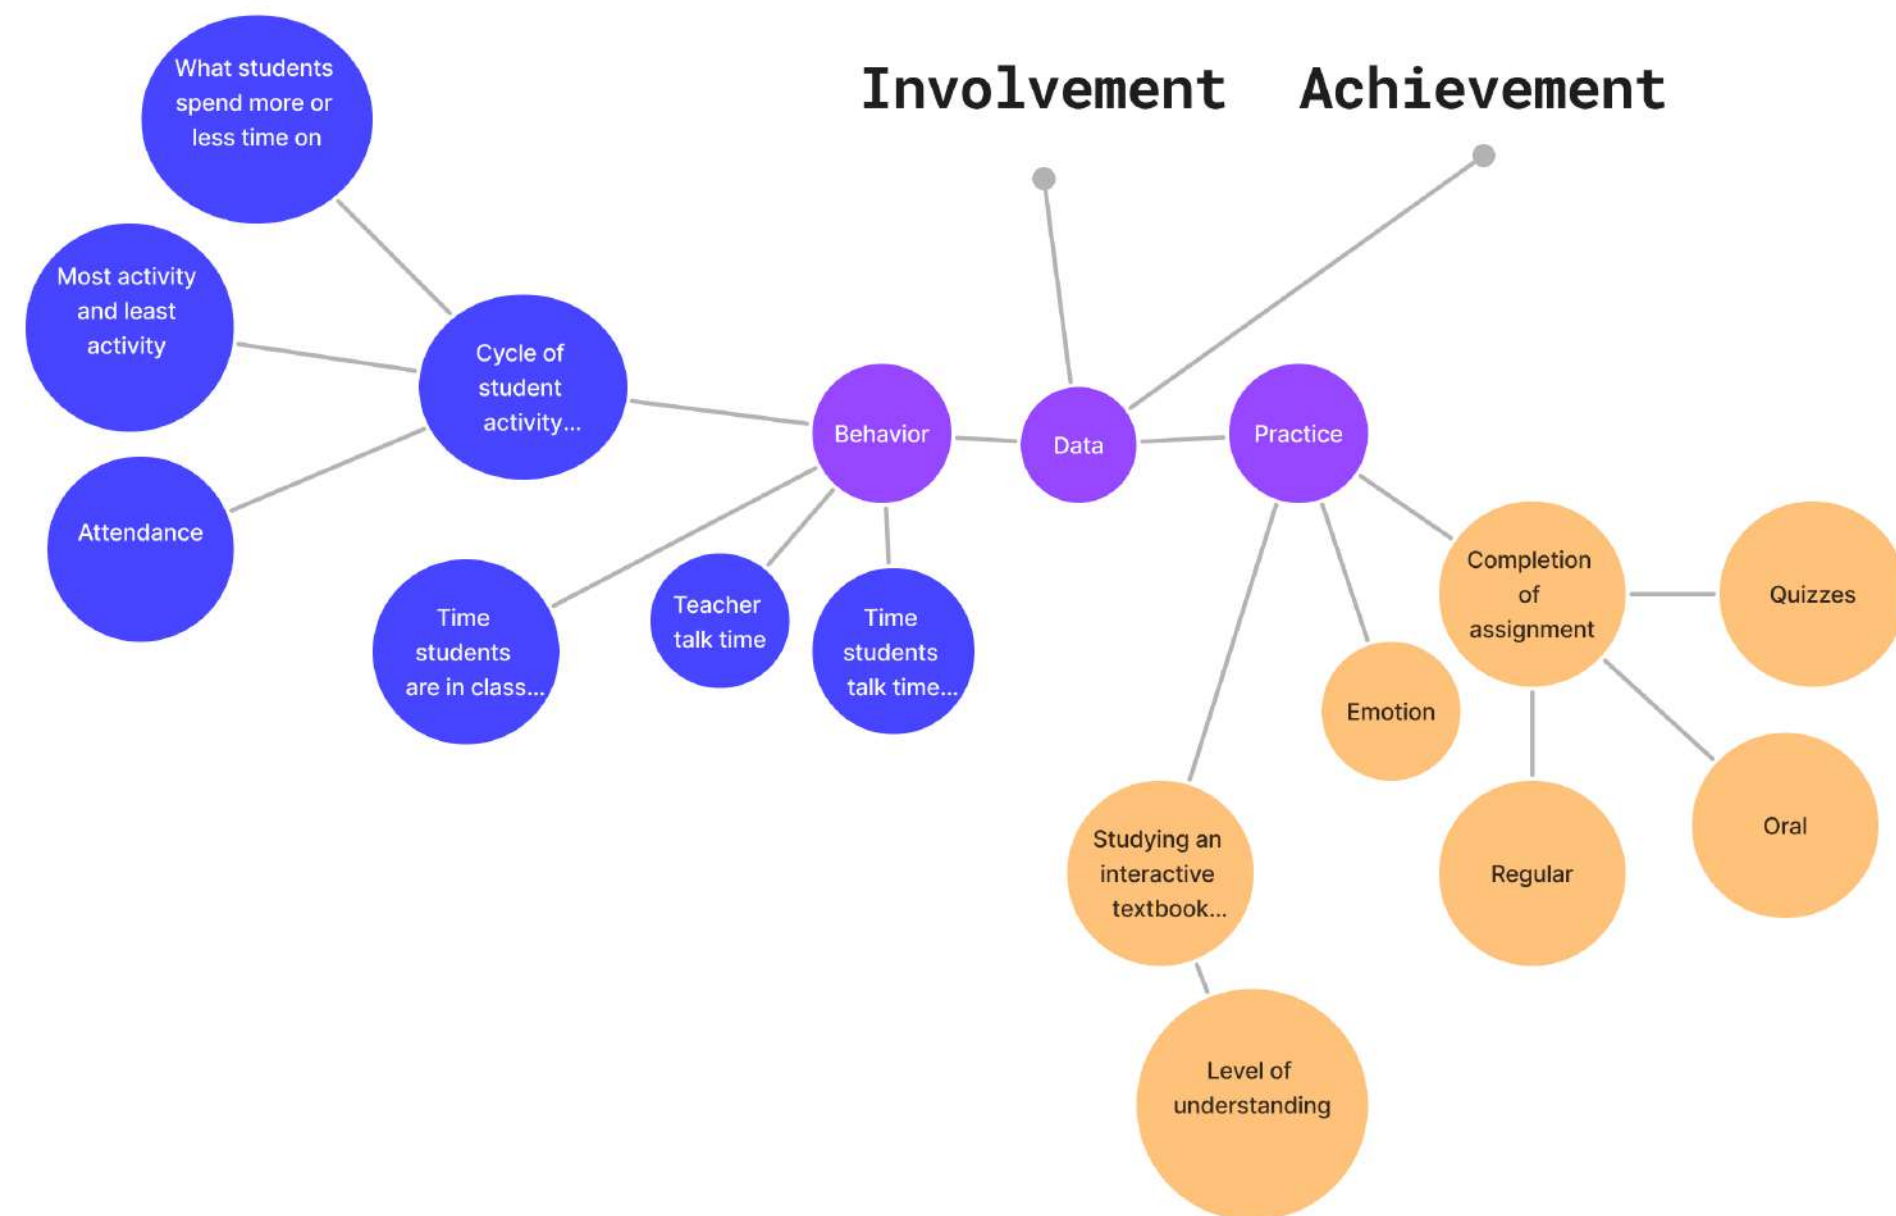 Involvement
Achievement
What students
spend more or
less time on
Most activity
and least
activity
Attendance
Cycle of
student
activity...
Behavior
Data
Practice
Time
students
are in class...
Teacher
talk time
Time
students
talk time...
Completion
of
assignment
Quizzes
Emotion
Oral
Regular
Studying an
interactive
textbook...
Level of
understanding